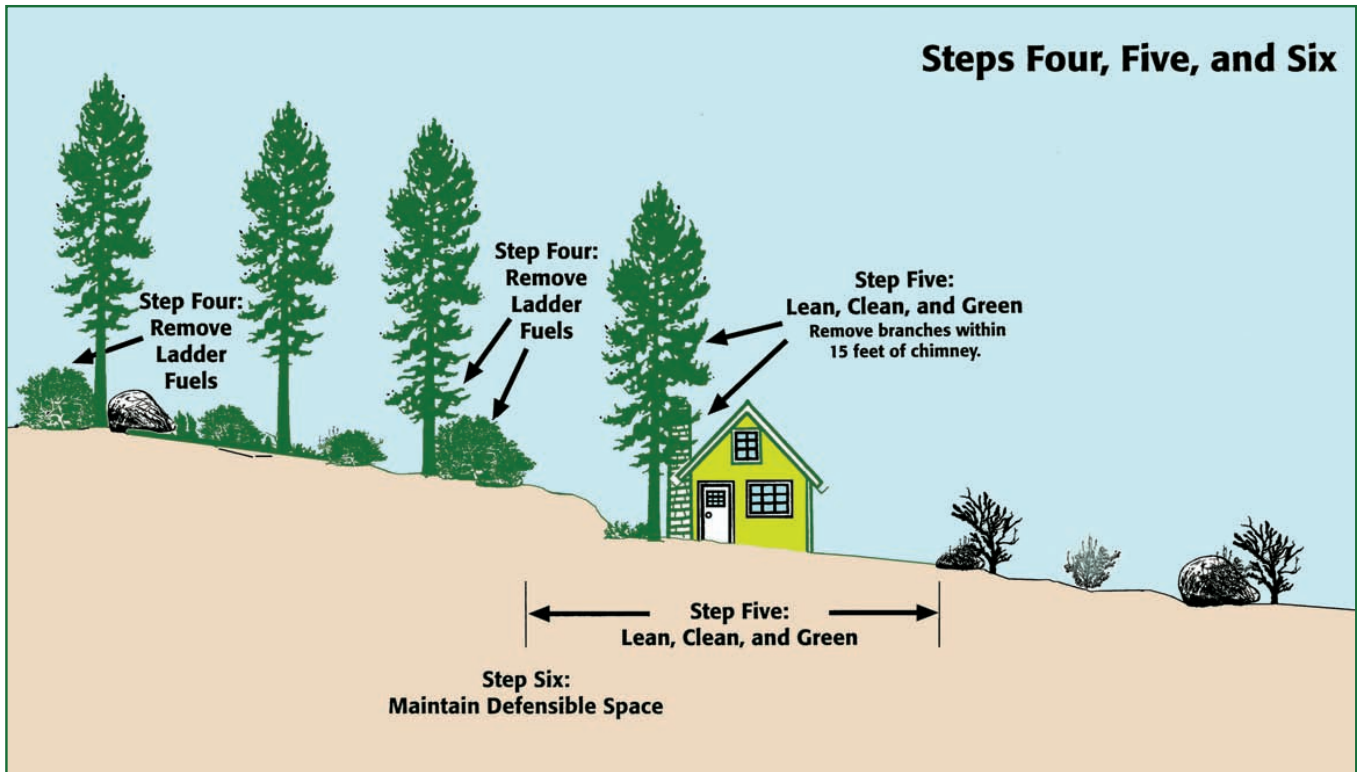 Steps Four, Five, and Six
Step Four:
Remove
Ladder
Fuels
Step Four:
Remove
Ladder
Fuels
Step Five:
Lean, Clean, and Green
Remove branches within
15 feet of chimney.
Step Five:
Lean, Clean, and Green
Step Six:
Maintain Defensible Space